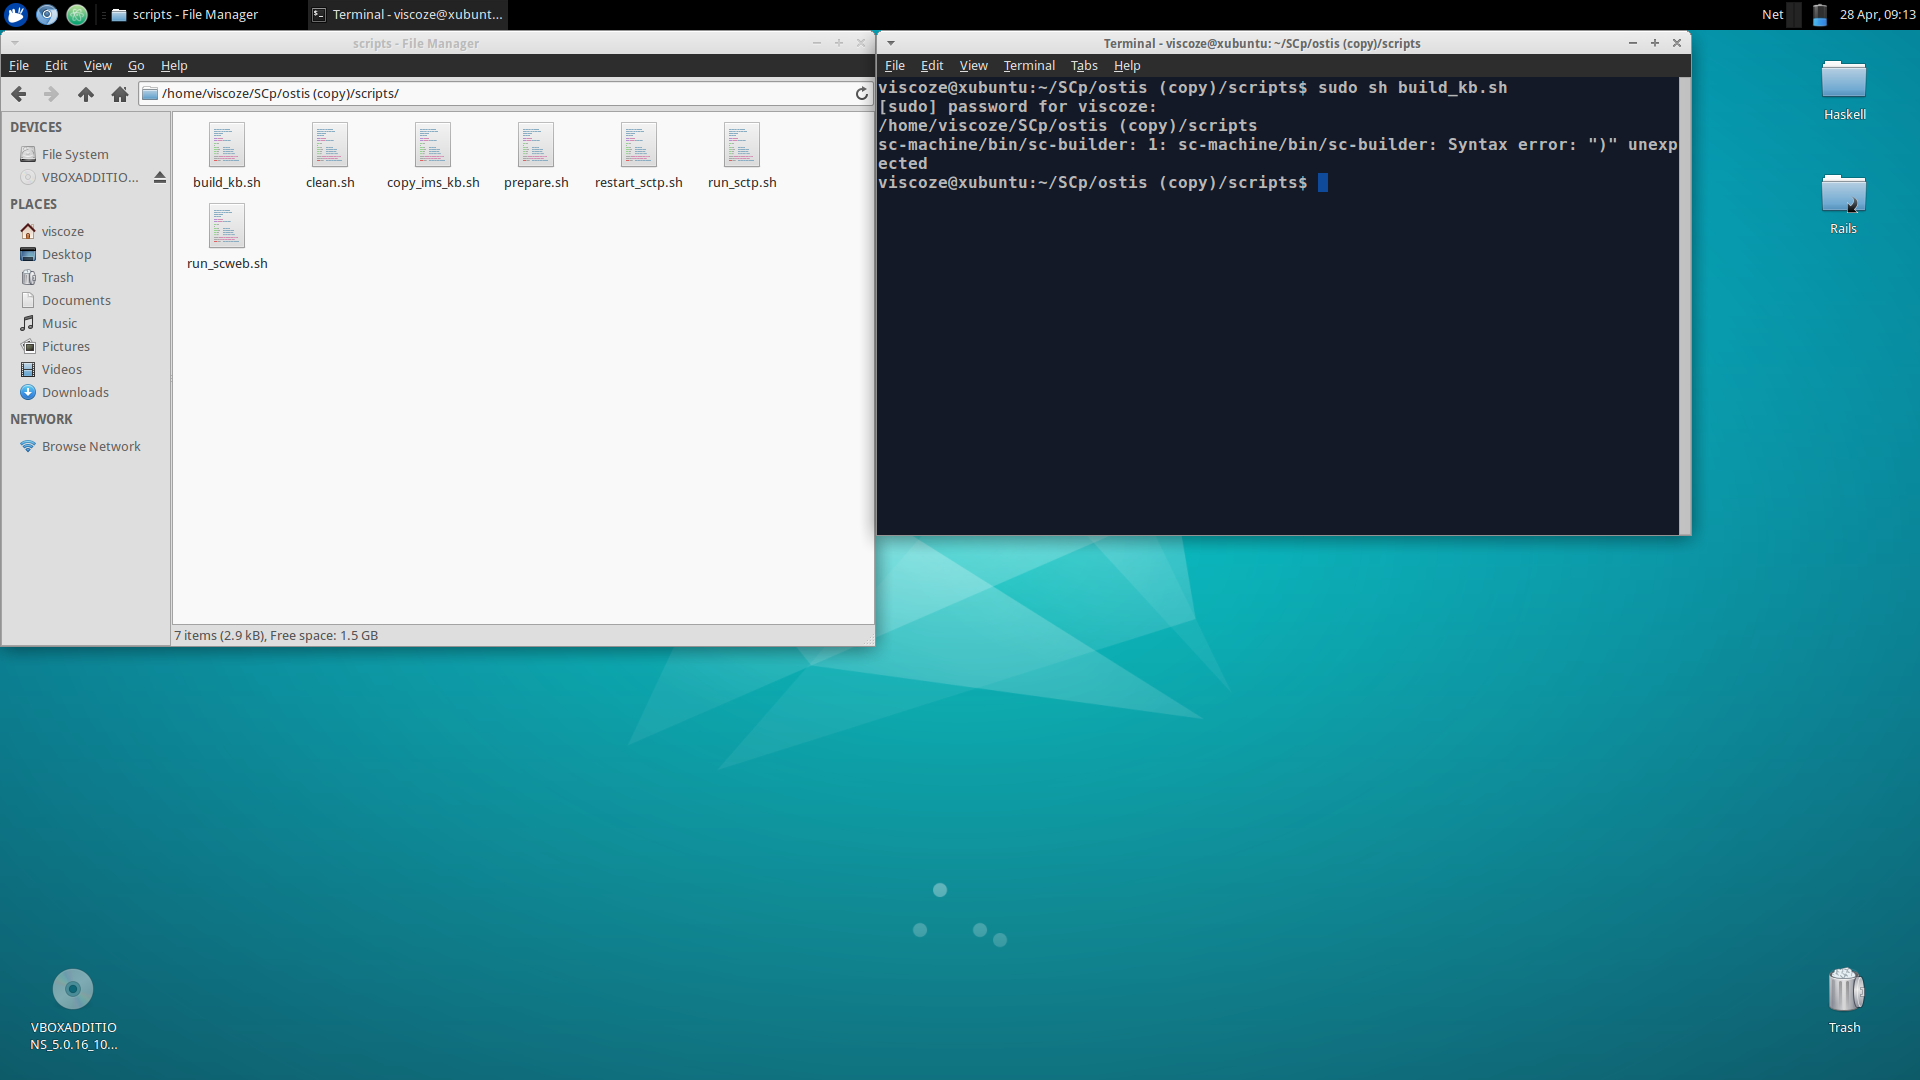 scripts - File Manager
Terminal - viscoze@xubunt...
Net
28 Apr, 09:13
scripts - File Manager
File Edit View Go Help
/home/viscoze/SCp/ostis (copy)/scripts/
DEVICES
File System
VBOXADDITIO...
PLACES
viscoze
Desktop
Trash
Documents
Music
Pictures
Videos
Downloads
NETWORK
Browse Network
build_kb.sh clean.sh copy_ims_kb.sh prepare.sh restart_sctp.sh run_sctp.sh
run_scweb.sh
7 items (2.9 kB), Free space: 1.5 GB
Terminal - viscoze@xubuntu: ~/SCp/ostis (copy)/scripts
File Edit View Terminal Tabs Help
viscoze@xubuntu:~/SCp/ostis (copy)/scripts$ sudo sh build_kb.sh
[sudo] password for viscoze:
/home/viscoze/SCp/ostis (copy)/scripts
sc-machine/bin/sc-builder: 1: sc-machine/bin/sc-builder: Syntax error: ")" unexp
ected
viscoze@xubuntu:~/SCp/ostis (copy)/scripts$
Haskell
Rails
VBOXADDITIO
NS_5.0.16_10...
Trash